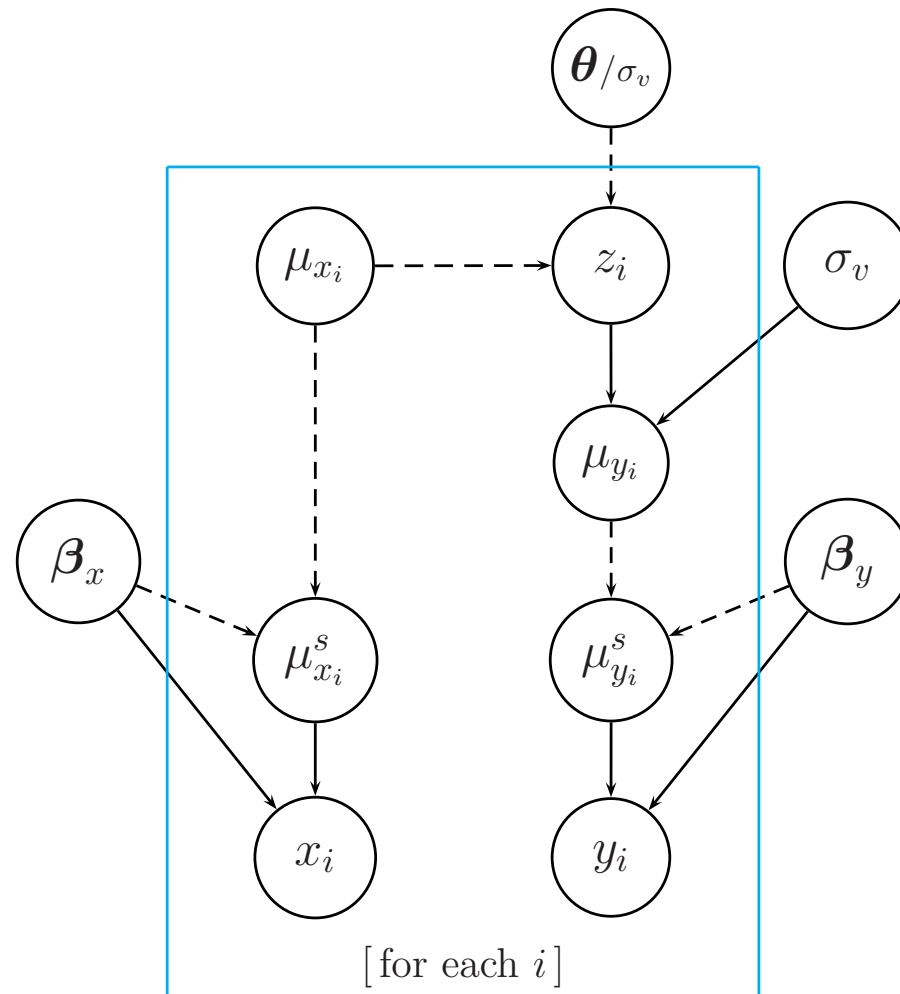 θ/σ_v
μ_{x_i}
z_i
σ_v
μ_{y_i}
β_x
β_y
μ^s_{x_i}
μ^s_{y_i}
x_i
y_i
[for each i]